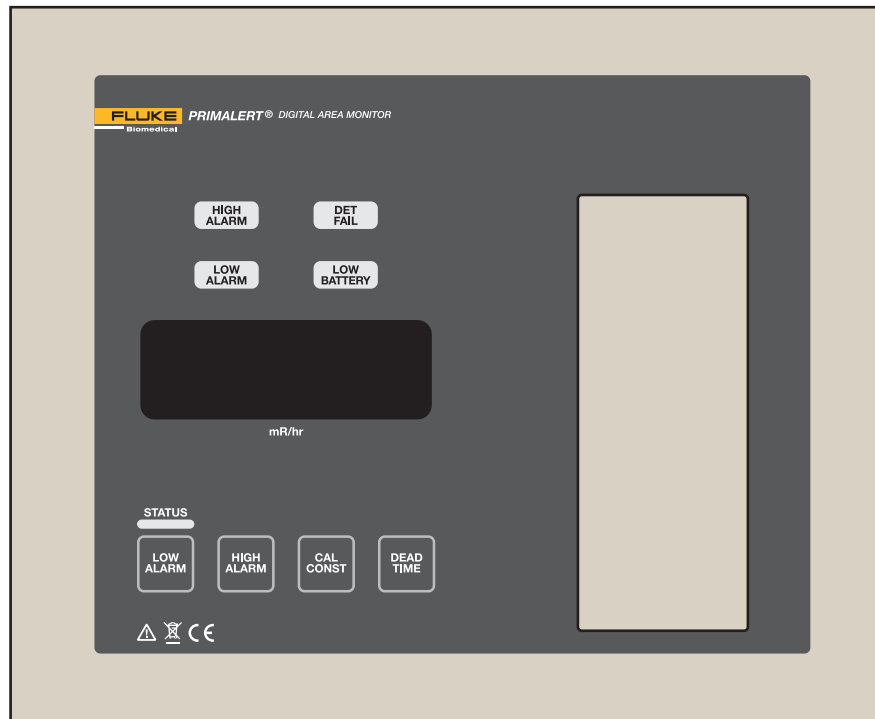 FLUKE
Biomedical
PRIMALERT® DIGITAL AREA MONITOR
HIGH
ALARM
DET
FAIL
LOW
ALARM
LOW
BATTERY
mR/hr
STATUS
LOW
ALARM
HIGH
ALARM
CAL
CONST
DEAD
TIME
CE